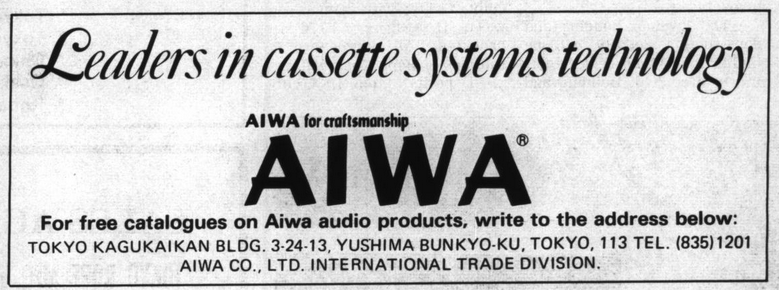 Leaders in cassette systems technology
AIWA for craftsmanship
AIWA®
For free catalogues on Aiwa audio products, write to the address below:
TOKYO KAGUKAIKAN BLDG. 3-24-13, YUSHIMA BUNKYO-KU, TOKYO, 113 TEL. (835)1201
AIWA CO., LTD. INTERNATIONAL TRADE DIVISION.